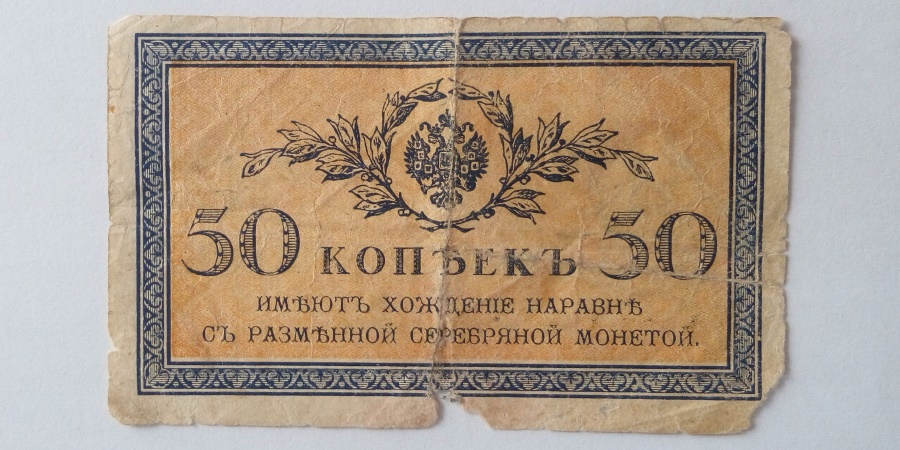 50 КОПѢЕКЪ 50
ИМѢЮТЪ ХОЖДЕНІЕ НАРАВНѢ
СЪ РАЗМѢННОЙ СЕРЕБРЯНОЙ МОНЕТОЙ.